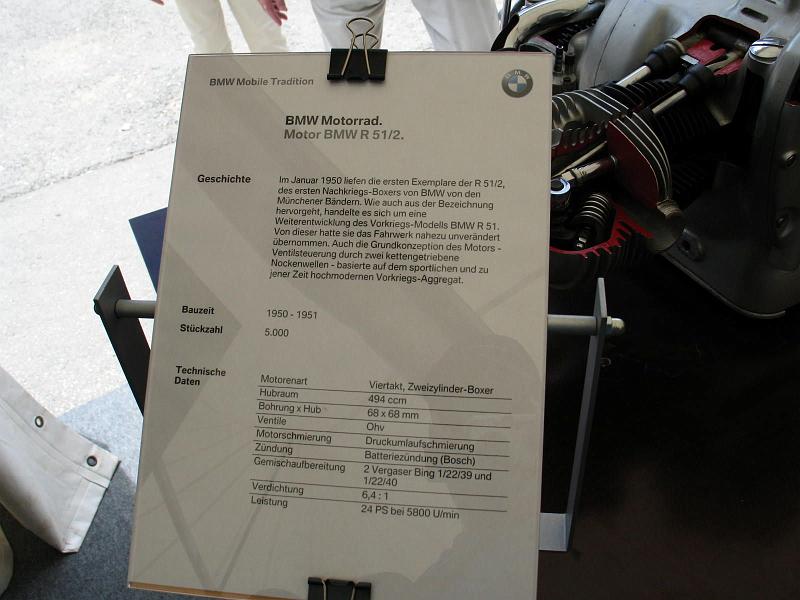 BMW Mobile Tradition
BMW
BMW Motorrad.
Motor BMW R 51/2.
Geschichte
Im Januar 1950 liefen die ersten Exemplare der R 51/2,
des ersten Nachkriegs-Boxers von BMW von den
Münchener Bändern. Wie auch aus der Bezeichnung
hervorgeht, handelte es sich um eine
Weiterentwicklung des Vorkriegs-Modells BMW R 51.
Von dieser hatte sie das Fahrwerk nahezu unverändert
übernommen. Auch die Grundkonzeption des Motors -
Ventilsteuerung durch zwei kettengetriebene
Nockenwellen - basierte auf dem sportlichen und zu
jener Zeit hochmodernen Vorkriegs-Aggregat.
Bauzeit 1950 - 1951
Stückzahl 5.000
Technische
Daten
Motorenart Viertakt, Zweizylinder-Boxer
Hubraum 494 ccm
Bohrung x Hub 68 x 68 mm
Ventile Ohv
Motorschmierung Druckumlaufschmierung
Zündung Batteriezündung (Bosch)
Gemischaufbereitung 2 Vergaser Bing 1/22/39 und
1/22/40
Verdichtung 6,4 : 1
Leistung 24 PS bei 5800 U/min